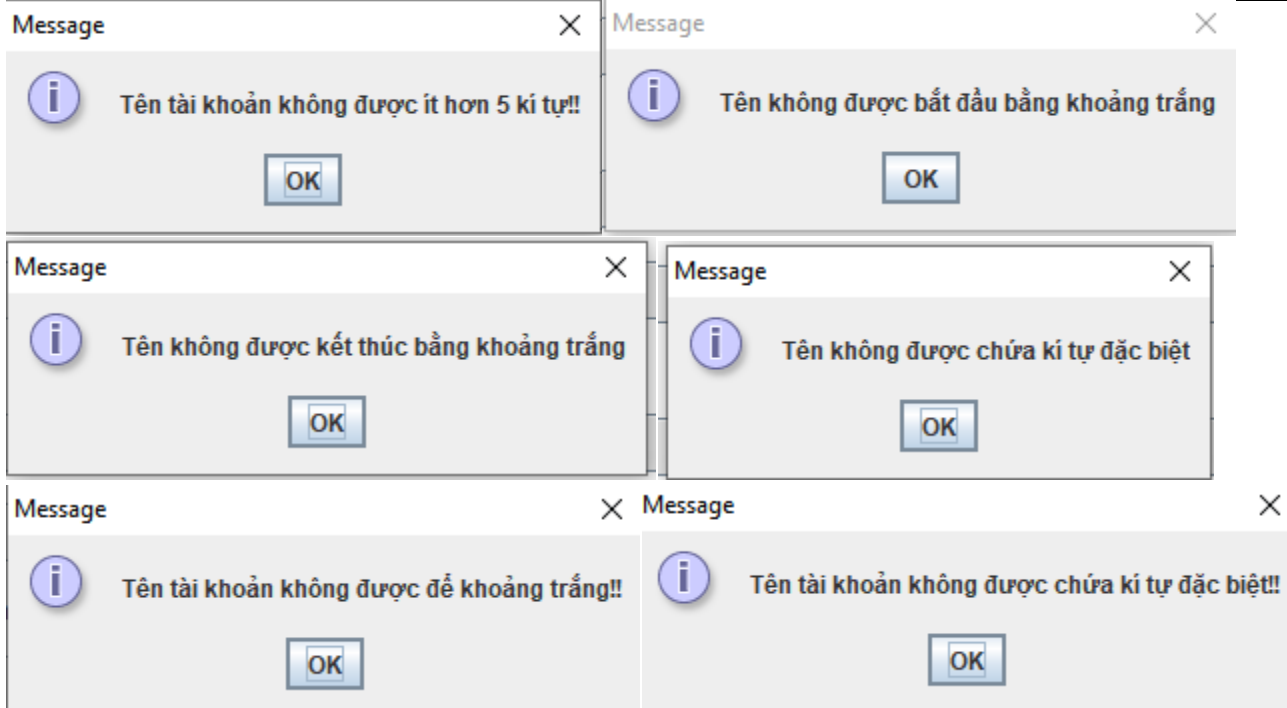 Message
Tên tài khoản không được ít hơn 5 kí tự!!
OK
Message
Tên không được bắt đầu bằng khoảng trắng
OK
Message
Tên không được kết thúc bằng khoảng trắng
OK
Message
Tên không được chứa kí tự đặc biệt
OK
Message
Tên tài khoản không được để khoảng trắng!!
OK
Message
Tên tài khoản không được chứa kí tự đặc biệt!!
OK